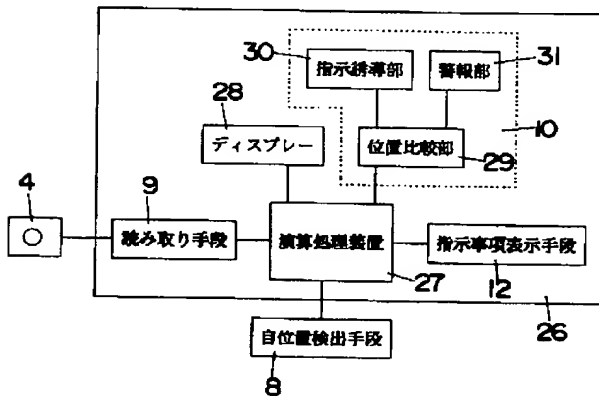 30
31
指示誘導部
警報部
28
10
ディスプレー
位置比較部
29
4
9
読み取り手段
演算処理装置
指示事項表示手段
27
12
26
自位置検出手段
8